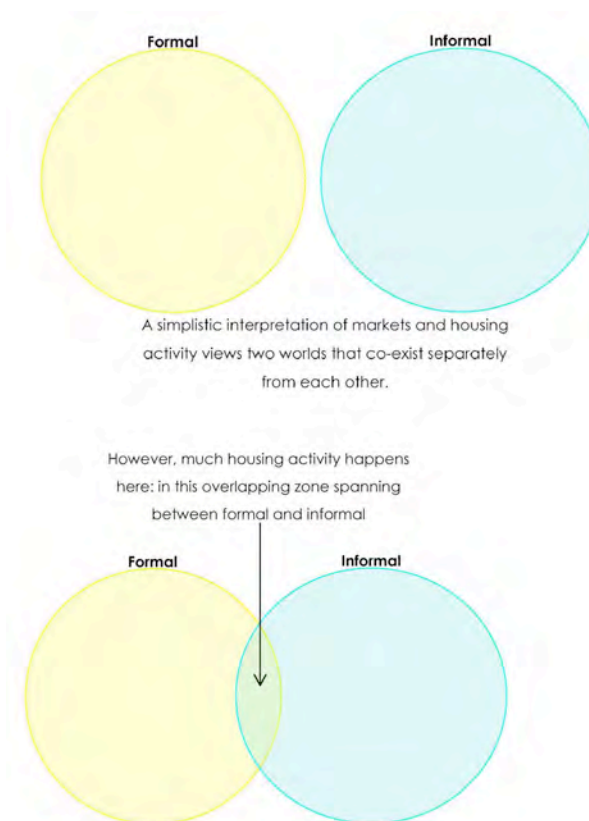 Formal
Informal
A simplistic interpretation of markets and housing
activity views two worlds that co-exist separately
from each other.
However, much housing activity happens
here: in this overlapping zone spanning
between formal and informal
Formal
Informal